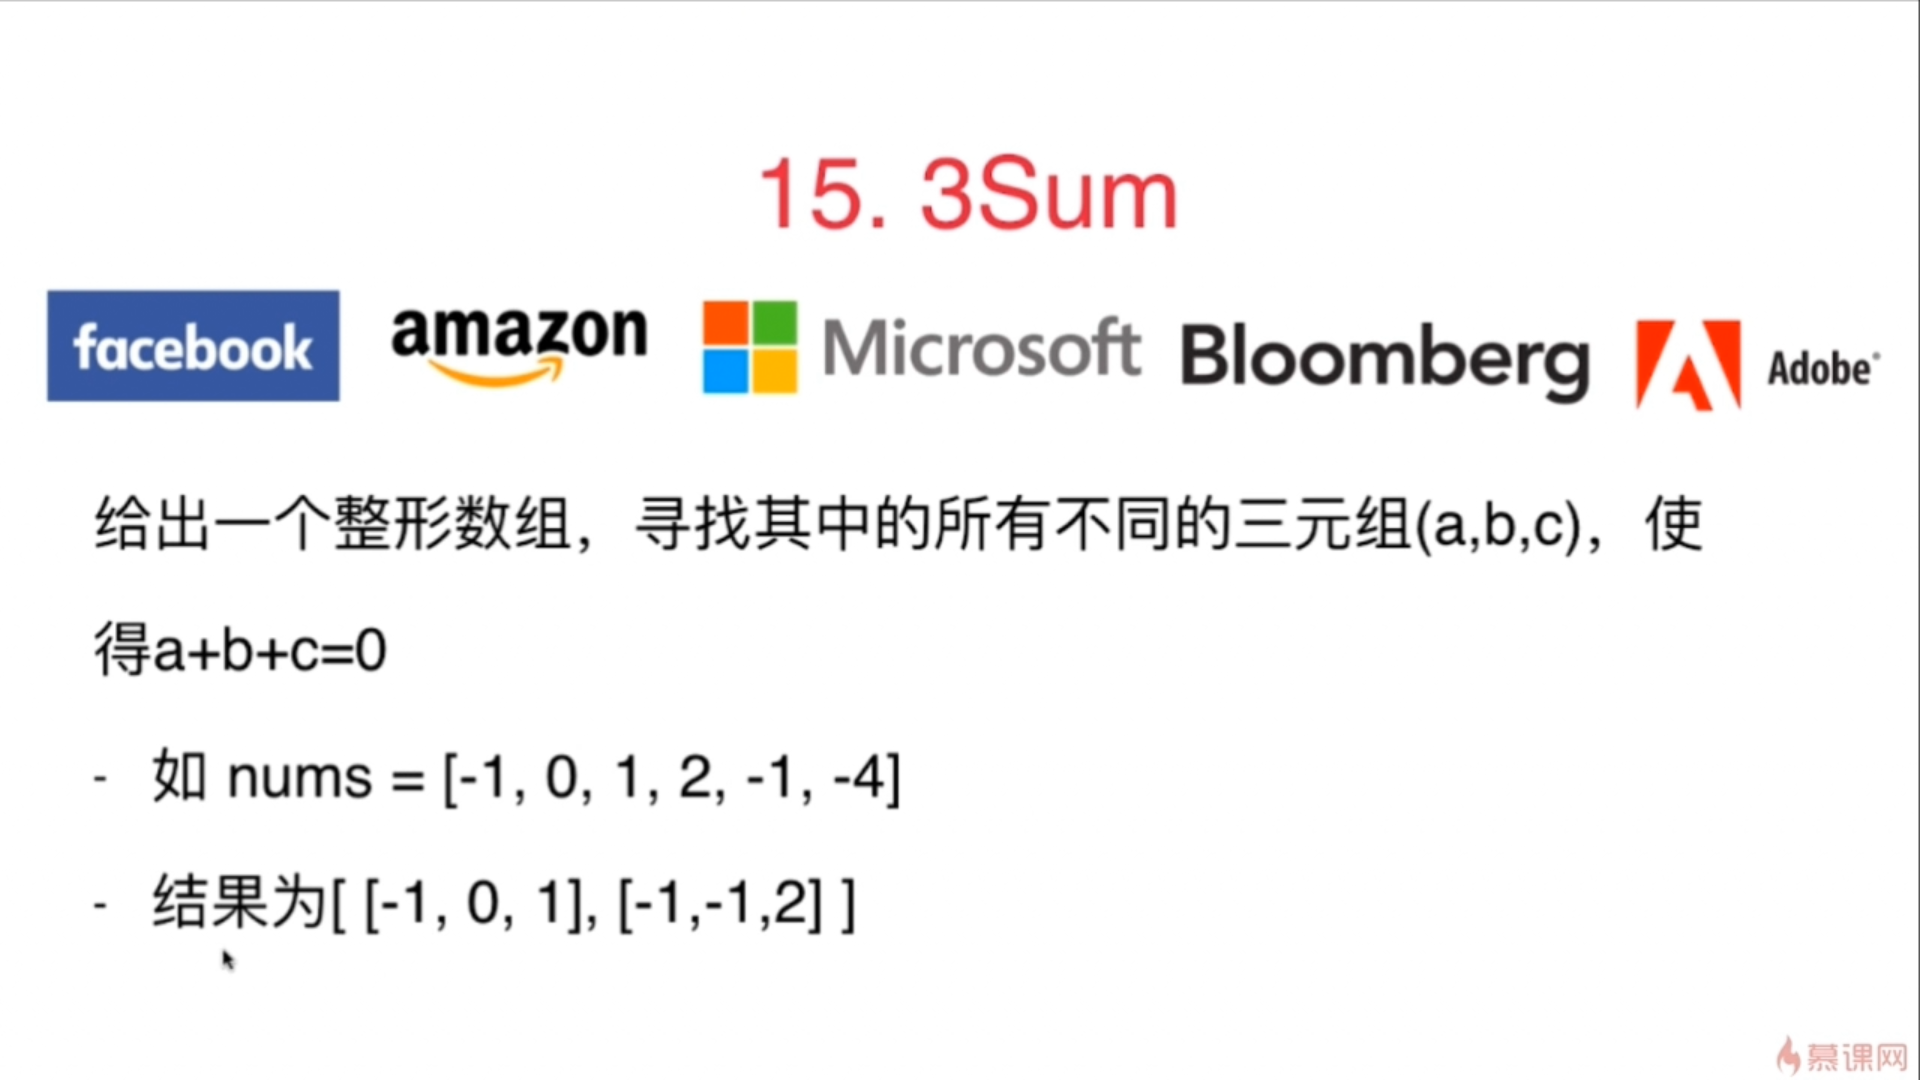 15. 3Sum
facebook
amazon
Microsoft
Bloomberg
Adobe®
给出一个整形数组，寻找其中的所有不同的三元组(a,b,c)，使
得a+b+c=0
- 如 nums = [-1, 0, 1, 2, -1, -4]
- 结果为[ [-1, 0, 1], [-1,-1,2] ]
慕课网